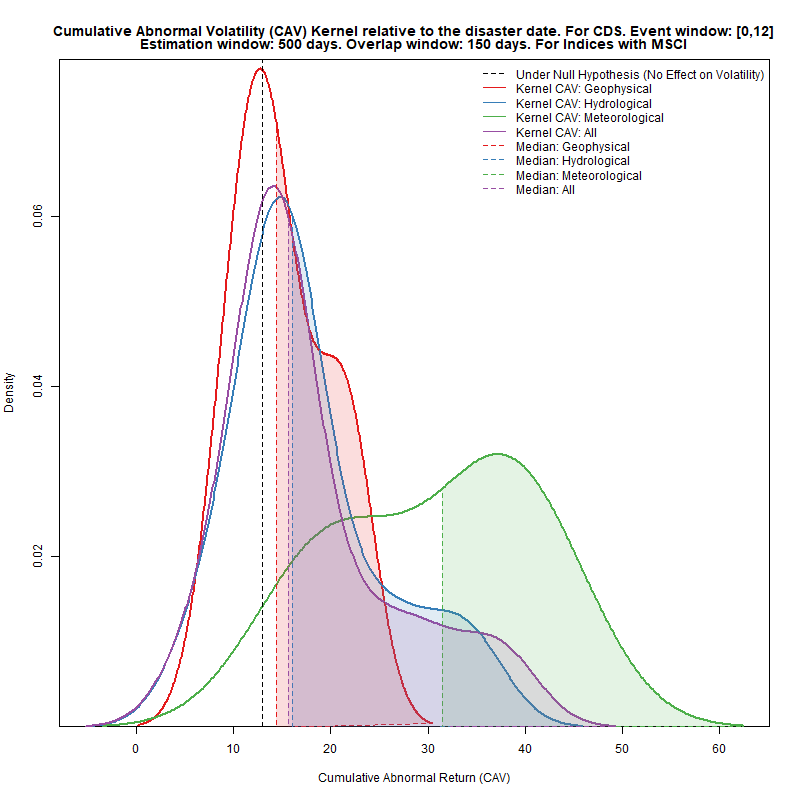 Cumulative Abnormal Volatility (CAV) Kernel relative to the disaster date. For CDS. Event window: [0,12]
Estimation window: 500 days. Overlap window: 150 days. For Indices with MSCI
Under Null Hypothesis (No Effect on Volatility)
Kernel CAV: Geophysical
Kernel CAV: Hydrological
Kernel CAV: Meteorological
Kernel CAV: All
Median: Geophysical
Median: Hydrological
Median: Meteorological
Median: All
Density
0.06
0.04
0.02
0 10 20 30 40 50 60
Cumulative Abnormal Return (CAV)